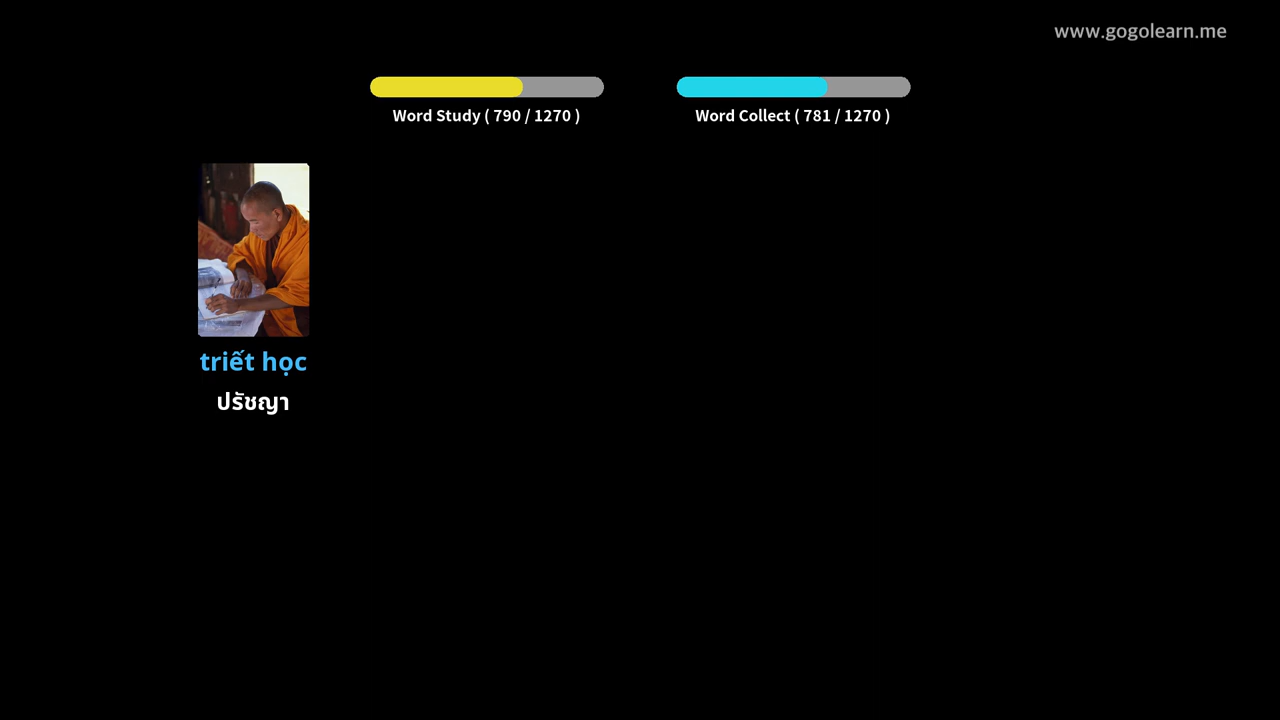 www.gogolearn.me
Word Study ( 790 / 1270 )
Word Collect ( 781 / 1270 )
triết học
ปรัชญา